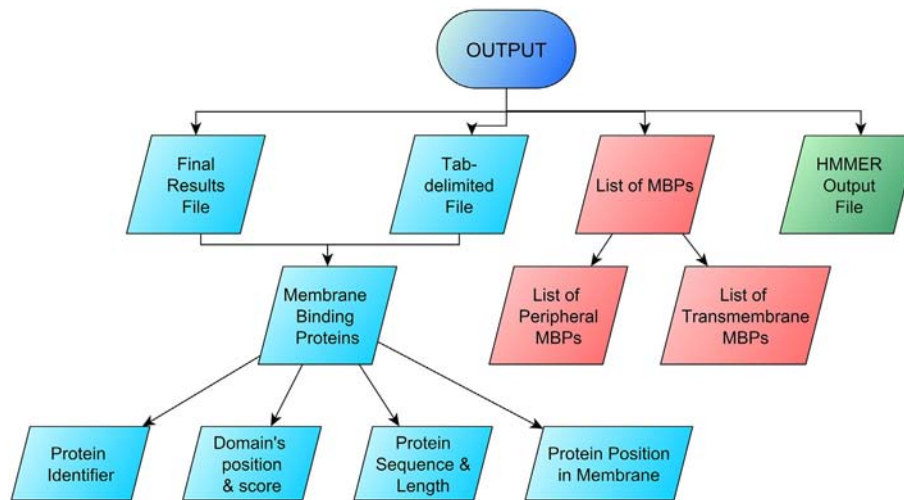 OUTPUT
Final
Results
File
Tab-
delimited
File
List of MBPs
HMMER
Output
File
Membrane
Binding
Proteins
List of
Peripheral
MBPs
List of
Transmembrane
MBPs
Protein
Identifier
Domain's
position
& score
Protein
Sequence &
Length
Protein Position
in Membrane